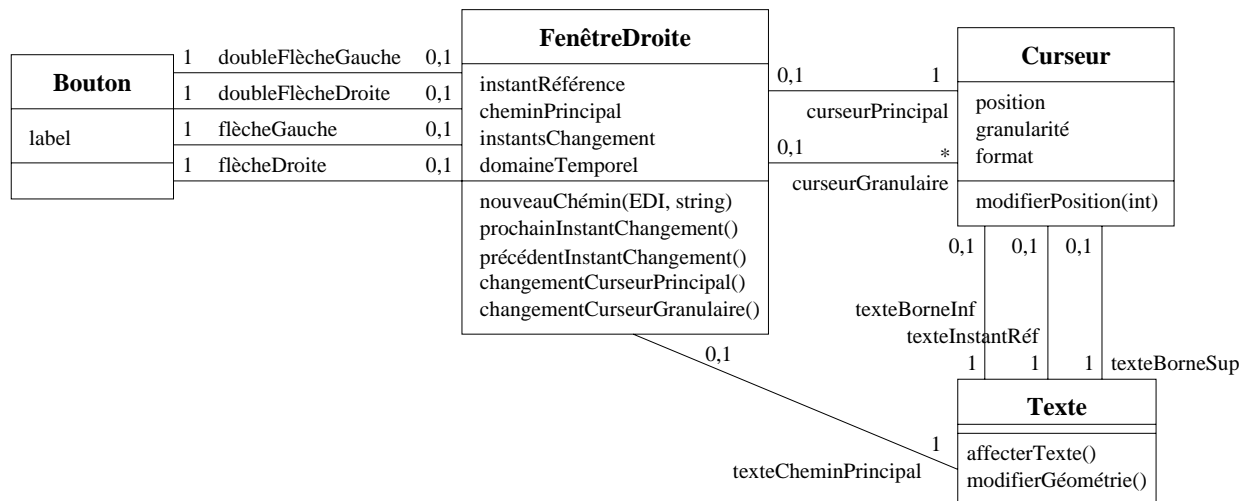 Bouton
label
1 doubleFlècheGauche 0,1
1 doubleFlècheDroite 0,1
1 flècheGauche 0,1
1 flècheDroite 0,1
FenêtreDroite
instantRéférence
cheminPrincipal
instantsChangement
domaineTemporel
nouveauChémin(EDI, string)
prochainInstantChangement()
précédentInstantChangement()
changementCurseurPrincipal()
changementCurseurGranulaire()
0,1 1
curseurPrincipal
0,1 *
curseurGranulaire
Curseur
position
granularité
format
modifierPosition(int)
0,1 0,1 0,1
texteBorneInf
texteInstantRéf
1 1 1 texteBorneSup
0,1
1
texteCheminPrincipal
Texte
affecterTexte()
modifierGéométrie()